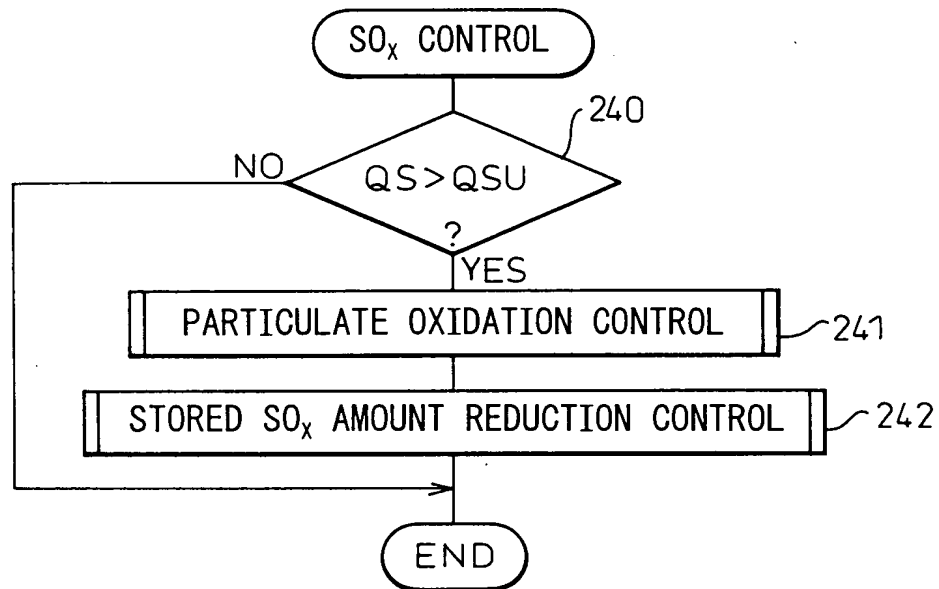 SOx CONTROL
240
NO
QS>QSU
?
YES
PARTICULATE OXIDATION CONTROL
241
STORED SOx AMOUNT REDUCTION CONTROL
242
END